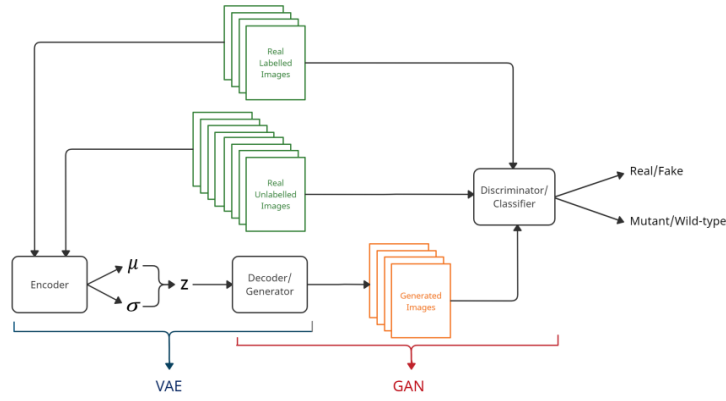 Real
Labelled
Images
Real
Unlabelled
Images
Discriminator/
Classifier
Real/Fake
Mutant/Wild-type
Encoder
μ
σ
z
Decoder/
Generator
Generated
Images
VAE
GAN